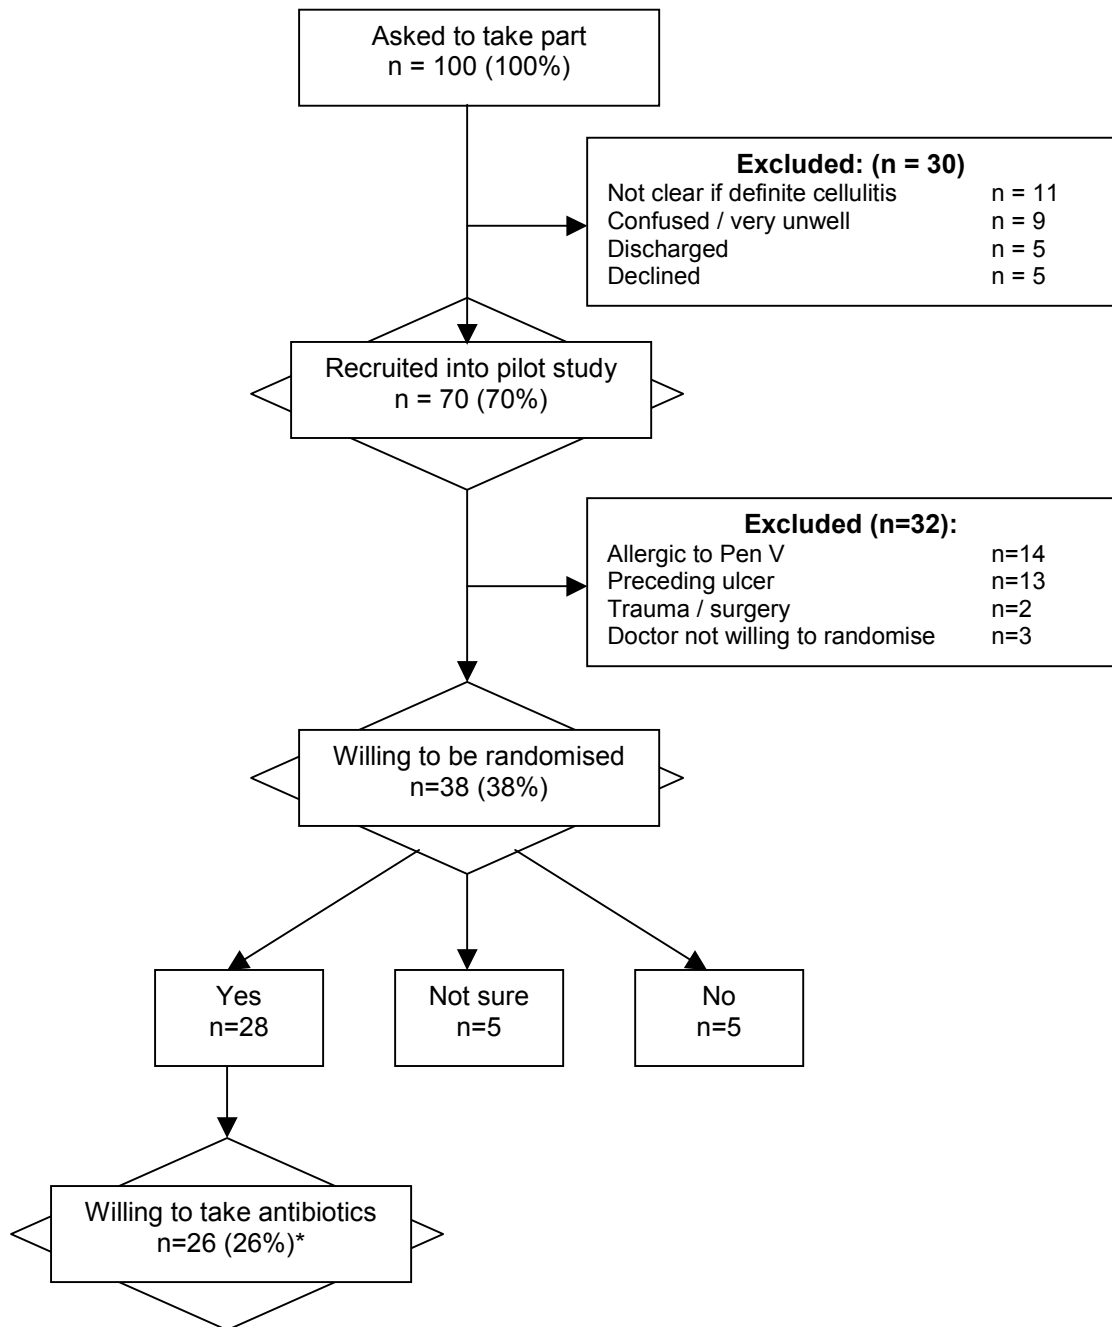 Asked to take part
n = 100 (100%)
Excluded: (n = 30)
Not clear if definite cellulitis n = 11
Confused / very unwell n = 9
Discharged n = 5
Declined n = 5
Recruited into pilot study
n = 70 (70%)
Excluded (n=32):
Allergic to Pen V n=14
Preceding ulcer n=13
Trauma / surgery n=2
Doctor not willing to randomise n=3
Willing to be randomised
n=38 (38%)
Yes
n=28
Not sure
n=5
No
n=5
Willing to take antibiotics
n=26 (26%)*